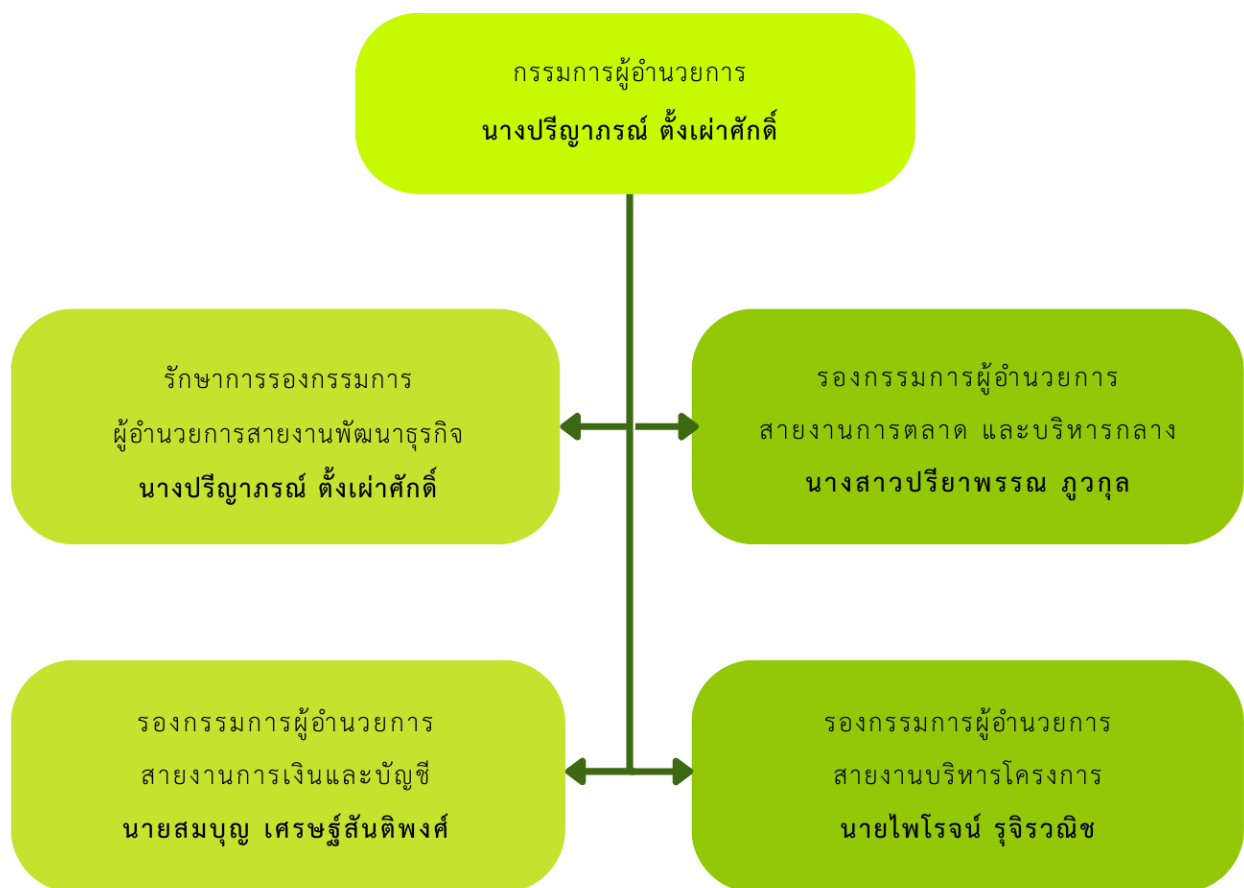 กรรมการผู้อำนวยการ
นางปรีญาภรณ์ ตั้งเผ่าศักดิ์
รักษาการรองกรรมการ
ผู้อำนวยการสายงานพัฒนาธุรกิจ
นางปรีญาภรณ์ ตั้งเผ่าศักดิ์
รองกรรมการผู้อำนวยการ
สายงานการตลาด และบริหารกลาง
นางสาวปรียาพรรณ ภูวกุล
รองกรรมการผู้อำนวยการ
สายงานการเงินและบัญชี
นายสมบุญ เศรษฐ์สันติพงศ์
รองกรรมการผู้อำนวยการ
สายงานบริหารโครงการ
นายไพโรจน์ รุจิรวณิช